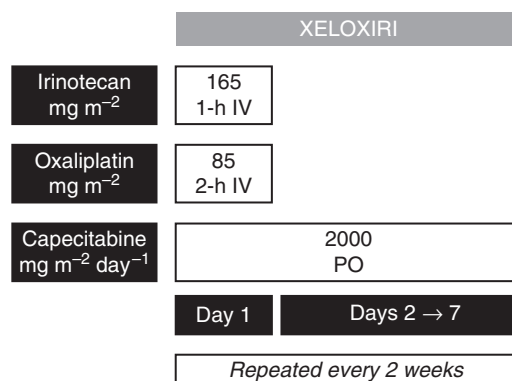 XELOXIRI
Irinotecan
mg m⁻²
165
1-h IV
Oxaliplatin
mg m⁻²
85
2-h IV
Capecitabine
mg m⁻² day⁻¹
2000
PO
Day 1
Days 2 → 7
Repeated every 2 weeks